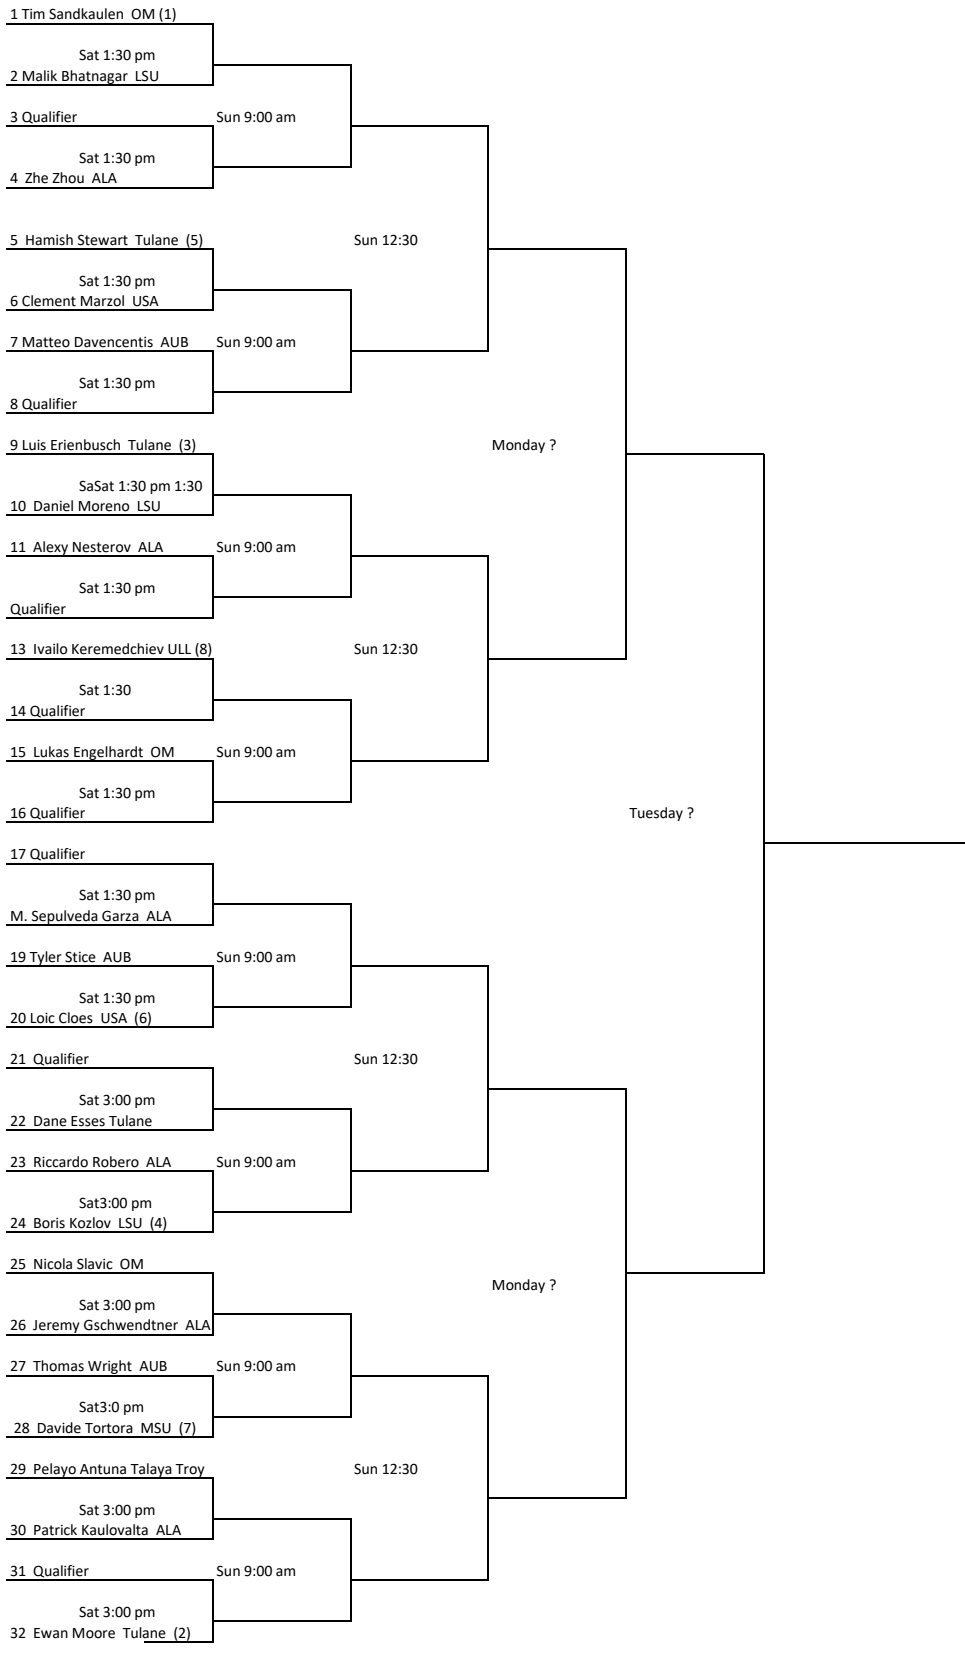 1 Tim Sandkaulen OM (1)
Sat 1:30 pm
2 Malik Bhatnagar LSU
3 Qualifier
Sun 9:00 am
Sat 1:30 pm
4 Zhe Zhou ALA
5 Hamish Stewart Tulane (5)
Sun 12:30
Sat 1:30 pm
6 Clement Marzol USA
7 Matteo Davencentis AUB
Sun 9:00 am
Sat 1:30 pm
8 Qualifier
9 Luis Erienbusch Tulane (3)
Monday ?
SaSat 1:30 pm 1:30
10 Daniel Moreno LSU
11 Alexy Nesterov ALA
Sun 9:00 am
Sat 1:30 pm
Qualifier
13 Ivailo Keremedchiev ULL (8)
Sun 12:30
Sat 1:30
14 Qualifier
15 Lukas Engelhardt OM
Sun 9:00 am
Sat 1:30 pm
16 Qualifier
Tuesday ?
17 Qualifier
Sat 1:30 pm
M. Sepulveda Garza ALA
19 Tyler Stice AUB
Sun 9:00 am
Sat 1:30 pm
20 Loic Cloes USA (6)
21 Qualifier
Sun 12:30
Sat 3:00 pm
22 Dane Esses Tulane
23 Riccardo Robero ALA
Sun 9:00 am
Sat3:00 pm
24 Boris Kozlov LSU (4)
25 Nicola Slavic OM
Monday ?
Sat 3:00 pm
26 Jeremy Gschwendtner ALA
27 Thomas Wright AUB
Sun 9:00 am
Sat3:0 pm
28 Davide Tortora MSU (7)
29 Pelayo Antuna Talaya Troy
Sun 12:30
Sat 3:00 pm
30 Patrick Kaulovalta ALA
31 Qualifier
Sun 9:00 am
Sat 3:00 pm
32 Ewan Moore Tulane (2)